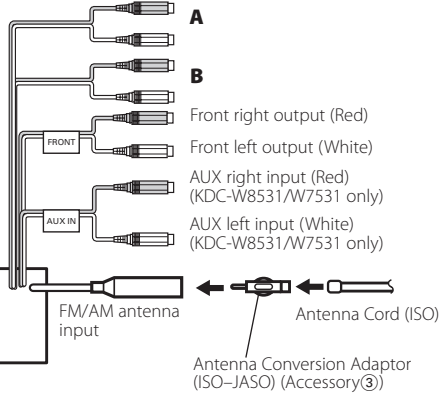 A
B
Front right output (Red)
FRONT
Front left output (White)
AUX right input (Red)
(KDC-W8531/W7531 only)
AUX IN
AUX left input (White)
(KDC-W8531/W7531 only)
FM/AM antenna
input
Antenna Cord (ISO)
Antenna Conversion Adaptor
(ISO–JASO) (Accessory③)